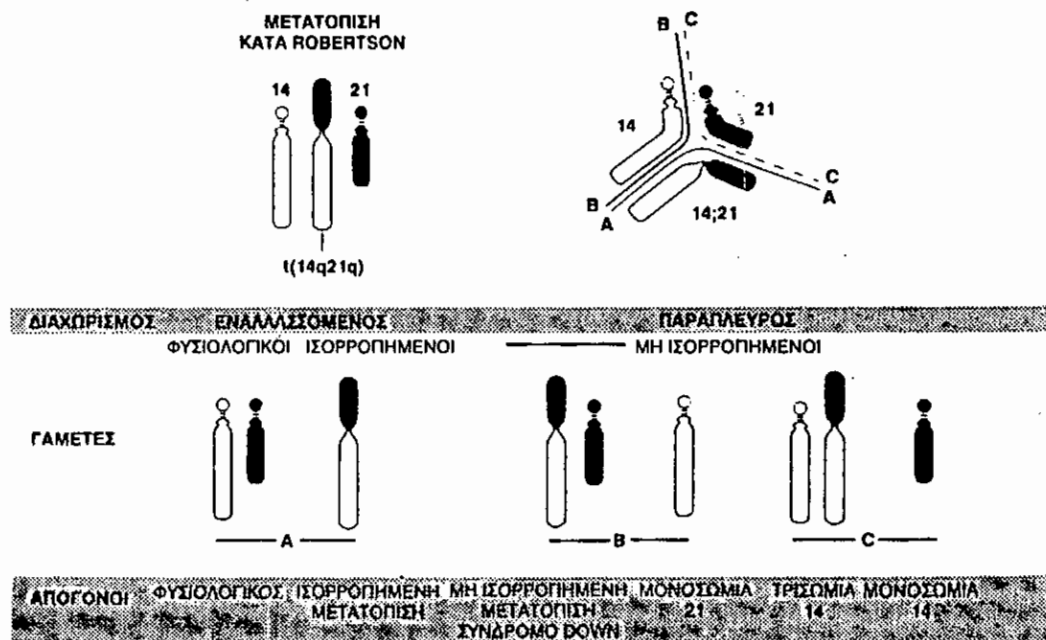 ΜΕΤΑΤΟΠΙΣΗ
ΚΑΤΑ ROBERTSON
14 21
t(14q21q)
B C
14 21
B A C A
14;21
ΔΙΑΧΩΡΙΣΜΟΣ ΕΝΑΛΛΑΣΣΟΜΕΝΟΣ ΠΑΡΑΠΛΕΥΡΟΣ
ΦΥΣΙΟΛΟΓΙΚΟΙ ΙΣΟΡΡΟΠΗΜΕΝΟΙ ΜΗ ΙΣΟΡΡΟΠΗΜΕΝΟΙ
ΓΑΜΕΤΕΣ
A B C
ΑΠΟΓΟΝΟΙ ΦΥΣΙΟΛΟΓΙΚΟΣ ΙΣΟΡΡΟΠΗΜΕΝΗ ΜΗ ΙΣΟΡΡΟΠΗΜΕΝΗ ΜΟΝΟΣΩΜΙΑ ΤΡΙΣΩΜΙΑ ΜΟΝΟΣΩΜΙΑ
ΜΕΤΑΤΟΠΙΣΗ ΜΕΤΑΤΟΠΙΣΗ 21 14 14
ΣΥΝΔΡΟΜΟ DOWN